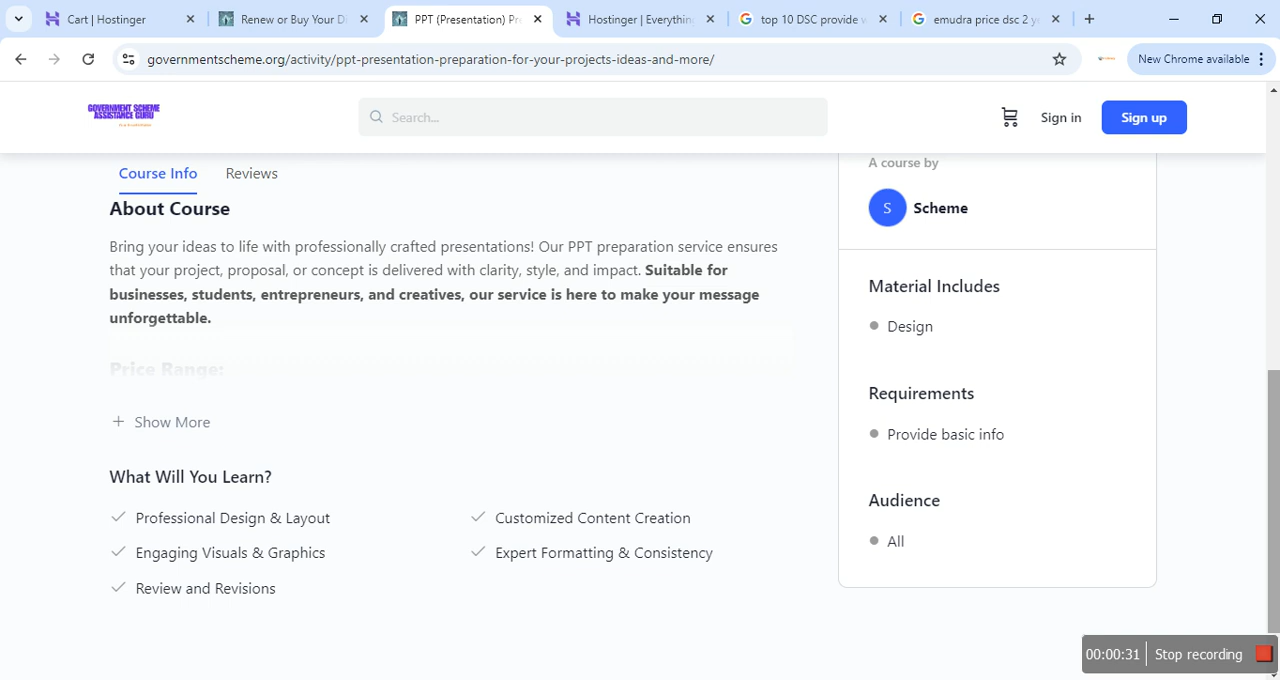 Cart | Hostinger
Renew or Buy Your D
PPT (Presentation) Pr
Hostinger | Everythin
top 10 DSC provide
emudra price dsc 2 y
governmentscheme.org/activity/ppt-presentation-prepration-for-your-projects-ideas-and-more/
New Chrome available
GOVERNMENT SCHEME
ASSISTANCE GURU
Search...
Sign in
Sign up
Course Info
Reviews
About Course
Bring your ideas to life with professionally crafted presentations! Our PPT preparation service ensures
that your project, proposal, or concept is delivered with clarity, style, and impact. Suitable for
businesses, students, entrepreneurs, and creatives, our service is here to make your message
unforgettable.
Price Range:
+ Show More
What Will You Learn?
Professional Design & Layout
Customized Content Creation
Engaging Visuals & Graphics
Expert Formatting & Consistency
Review and Revisions
A course by
S Scheme
Material Includes
Design
Requirements
Provide basic info
Audience
All
00:00:31 Stop recording